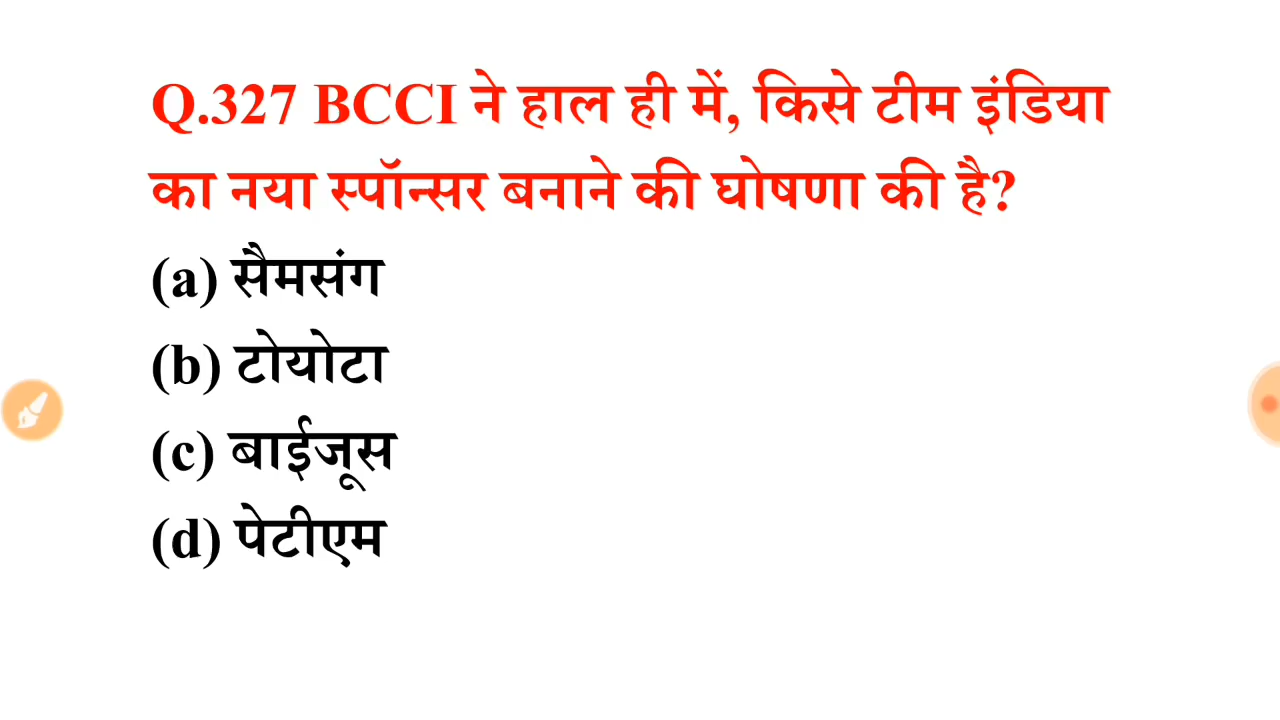 Q.327 BCCI ने हाल ही में, किसे टीम इंडिया
का नया स्पॉन्सर बनाने की घोषणा की है?
(a) सैमसंग
(b) टोयोटा
(c) बाईजूस
(d) पेटीएम